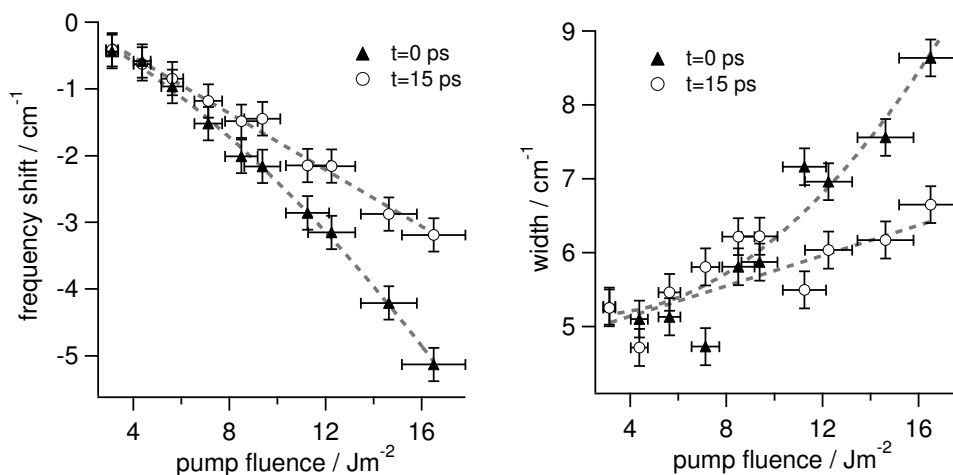 0
-1
-2
-3
-4
-5
frequency shift / cm⁻¹
4
8
12
16
pump fluence / Jm⁻²
t=0 ps
t=15 ps
9
8
7
6
5
width / cm⁻¹
4
8
12
16
pump fluence / Jm⁻²
t=0 ps
t=15 ps